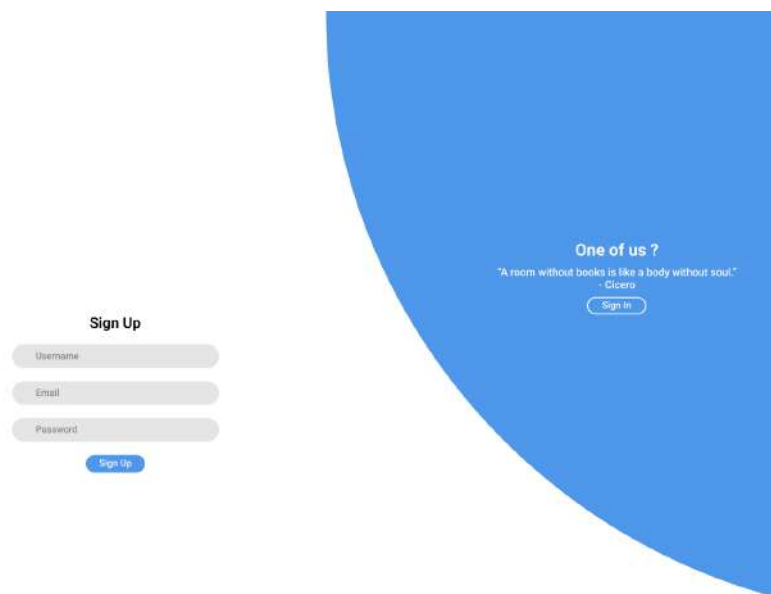 One of us ?
"A room without books is like a body without soul."
- Cicero
Sign In
Sign Up
Username
Email
Password
Sign Up